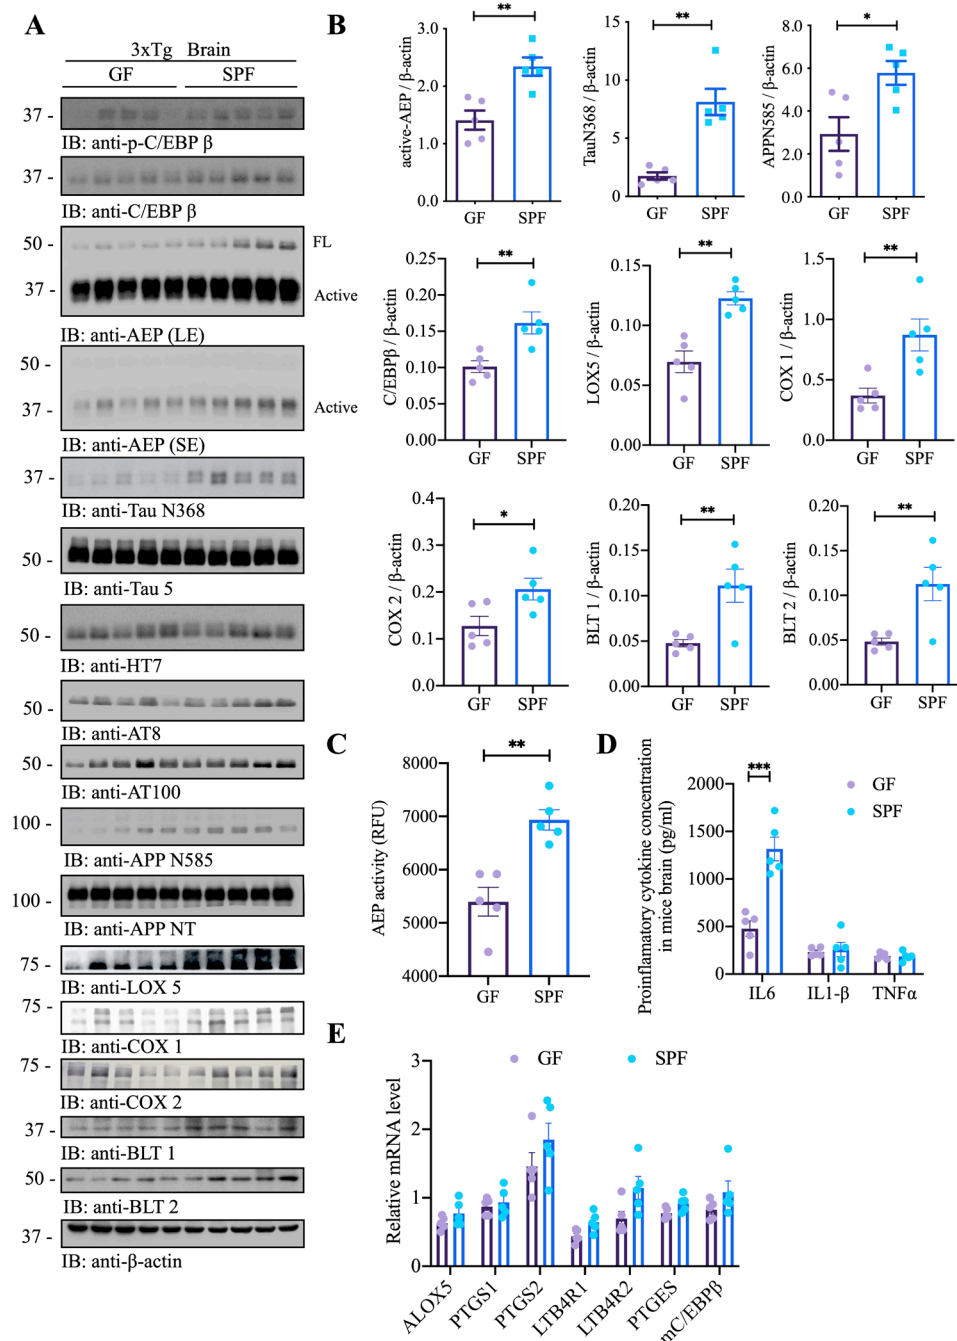 A
3xTg Brain
GF SPF
37 -
IB: anti-p-C/EBP β
37 -
IB: anti-C/EBP β
50 - FL
37 - Active
IB: anti-AEP (LE)
50 -
37 - Active
IB: anti-AEP (SE)
37 -
IB: anti-Tau N368
50 -
IB: anti-Tau 5
50 -
IB: anti-HT7
50 -
IB: anti-AT8
50 -
IB: anti-AT100
100 -
IB: anti-APP N585
100 -
IB: anti-APP NT
75 -
IB: anti-LOX 5
75 -
IB: anti-COX 1
75 -
IB: anti-COX 2
37 -
IB: anti-BLT 1
50 -
IB: anti-BLT 2
37 -
IB: anti-β-actin
B
active-AEP / β-actin
3.0
2.0
1.0
0.0
**
GF SPF
TauN368 / β-actin
15
10
5
0
**
GF SPF
APPN585 / β-actin
8.0
6.0
4.0
2.0
0.0
*
GF SPF
C/EBPβ / β-actin
0.25
0.20
0.15
0.10
0.05
0.00
**
GF SPF
LOX5 / β-actin
0.15
0.10
0.05
0.00
**
GF SPF
COX 1 / β-actin
1.5
1.0
0.5
0.0
**
GF SPF
COX 2 / β-actin
0.4
0.3
0.2
0.1
0.0
*
GF SPF
BLT 1 / β-actin
0.20
0.15
0.10
0.05
0.00
**
GF SPF
BLT 2 / β-actin
0.20
0.15
0.10
0.05
0.00
**
GF SPF
C
AEP activity (RFU)
8000
7000
6000
5000
4000
**
GF SPF
D
Proinflamatory cytokine concentration
in mice brain (pg/ml)
2000
1500
1000
500
0
***
GF
SPF
IL6 IL1-β TNFα
E
Relative mRNA level
3
2
1
0
GF SPF
ALOX5
PTGS1
PTGS2
LTB4R1
LTB4R2
PTGES
mC/EBPβ